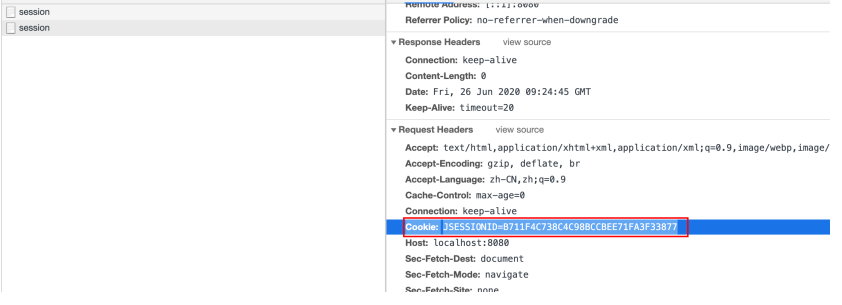 session
session
Remote Address: [::1]:8080
Referrer Policy: no-referrer-when-downgrade
Response Headers view source
Connection: keep-alive
Content-Length: 0
Date: Fri, 26 Jun 2020 09:24:45 GMT
Keep-Alive: timeout=20
Request Headers view source
Accept: text/html,application/xhtml+xml,application/xml;q=0.9,image/webp,image/
Accept-Encoding: gzip, deflate, br
Accept-Language: zh-CN,zh;q=0.9
Cache-Control: max-age=0
Connection: keep-alive
Cookie: JSESSIONID=B711F4C738C4C98BCCBEE71FA3F33877
Host: localhost:8080
Sec-Fetch-Dest: document
Sec-Fetch-Mode: navigate
Sec-Fetch-Site: none